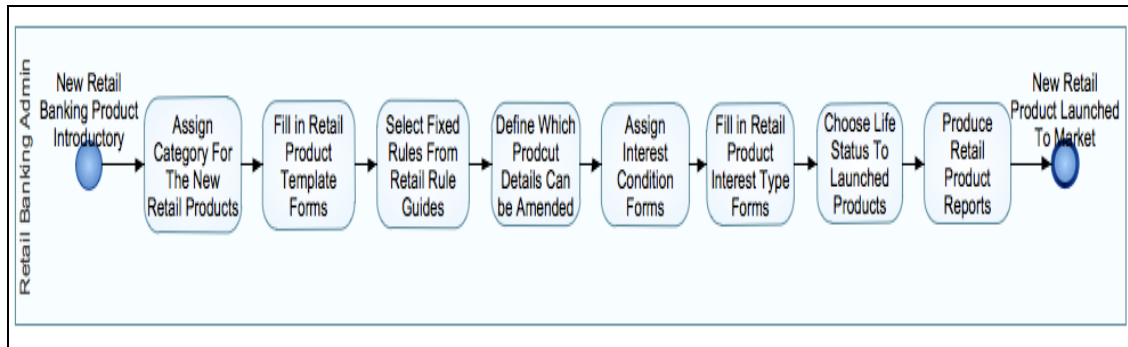 Retail Banking Admin
New Retail
Banking Product
Introductory
Assign
Category For
The New
Retail Products
Fill in Retail
Product
Template
Forms
Select Fixed
Rules From
Retail Rule
Guides
Define Which
Prodcut
Details Can
be Amended
Assign
Interest
Condition
Forms
Fill in Retail
Product
Interest Type
Forms
Choose Life
Status To
Launched
Products
Produce
Retail
Product
Reports
New Retail
Product Launched
To Market